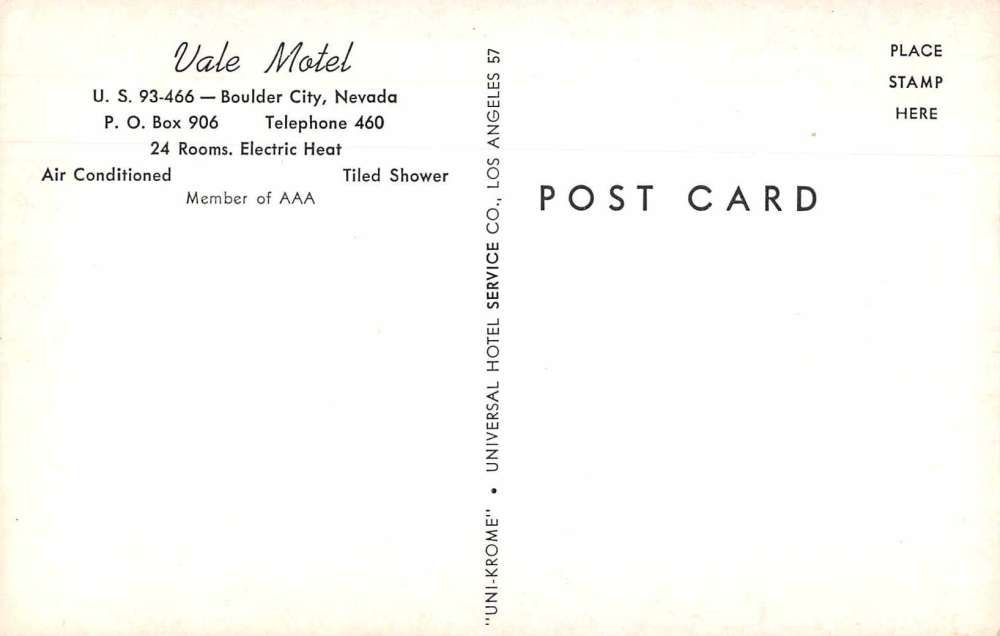 Vale Motel
U. S. 93-466 — Boulder City, Nevada
P. O. Box 906 Telephone 460
24 Rooms. Electric Heat
Air Conditioned Tiled Shower
Member of AAA
"UNI-KROME" • UNIVERSAL HOTEL SERVICE CO., LOS ANGELES 57
PLACE
STAMP
HERE
POST CARD